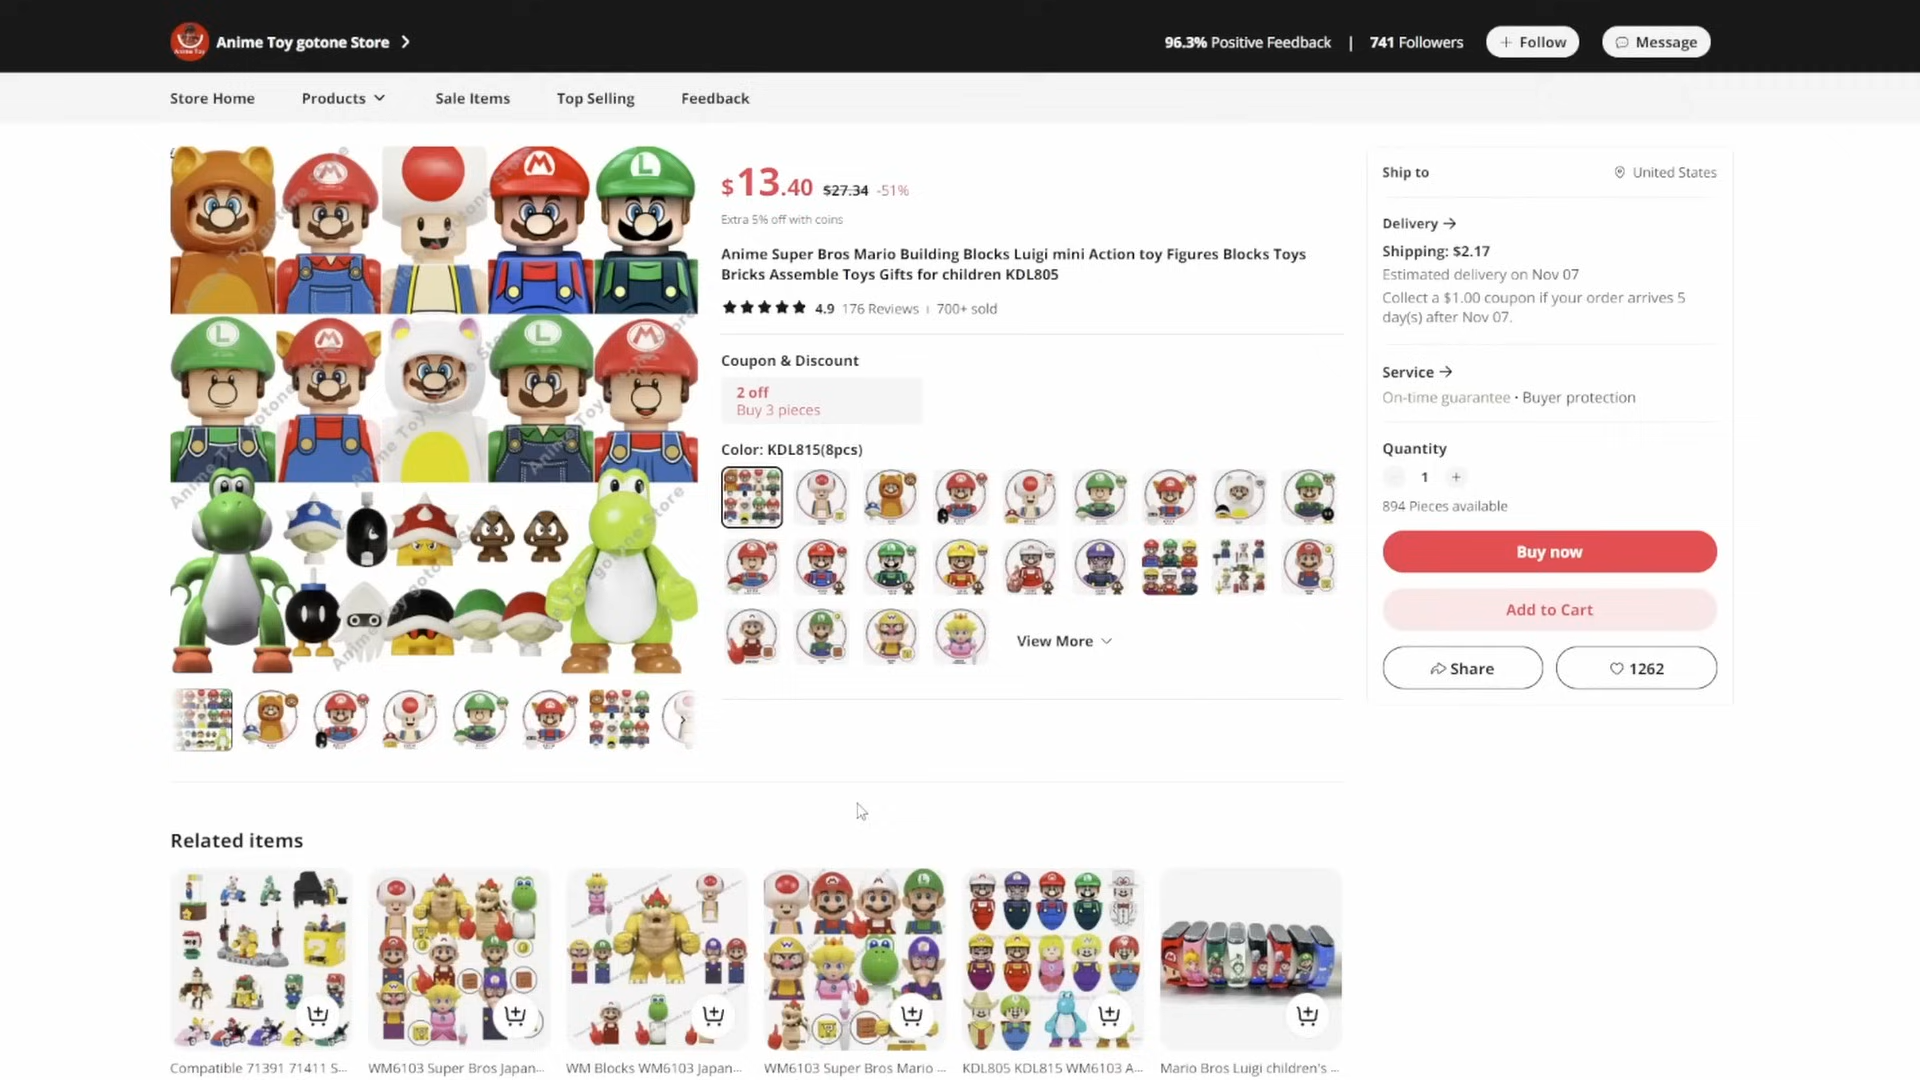 Anime Toy gotone Store
96.3% Positive Feedback | 741 Followers
+ Follow
Message
Store Home
Products
Sale Items
Top Selling
Feedback
$13.40 $27.34 -51%
Extra 5% off with coins
Anime Super Bros Mario Building Blocks Luigi mini Action toy Figures Blocks Toys
Bricks Assemble Toys Gifts for children KDL805
4.9 176 Reviews | 700+ sold
Coupon & Discount
2 off
Buy 3 pieces
Color: KDL815(8pcs)
View More
Ship to
United States
Delivery →
Shipping: $2.17
Estimated delivery on Nov 07
Collect a $1.00 coupon if your order arrives 5
day(s) after Nov 07.
Service →
On-time guarantee • Buyer protection
Quantity
1 +
894 Pieces available
Buy now
Add to Cart
Share
1262
Related items
Compatible 71391 71411 S...
WM6103 Super Bros Japan...
WM Blocks WM6103 Japan...
WM6103 Super Bros Mario ...
KDL805 KDL815 WM6103 A...
Mario Bros Luigi children's ...